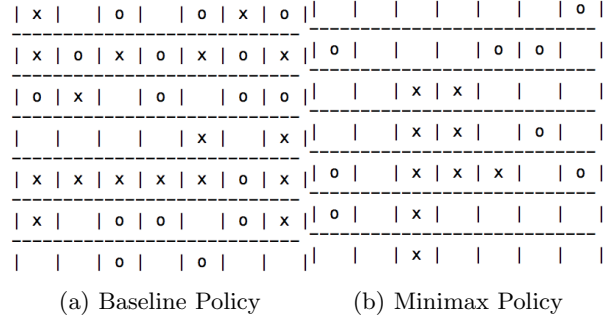 | x |   | o |   | o | x | o |
-----------------------------
| x | o | x | o | x | o | x |
-----------------------------
| o | x |   | o |   | o | o |
-----------------------------
|   |   |   |   | x |   | x |
-----------------------------
| x | x | x | x | x | o | x |
-----------------------------
| x |   | o | o |   | o | x |
-----------------------------
|   |   | o |   | o |   |   |
(a) Baseline Policy
|   |   |   |   |   |   | o |
-----------------------------
| o |   |   |   | o | o |   |
-----------------------------
|   |   | x | x |   |   |   |
-----------------------------
|   |   | x | x |   | o |   |
-----------------------------
| o |   | x | x | x |   | o |
-----------------------------
| o |   | x |   |   |   |   |
-----------------------------
|   |   | x |   |   |   |   |
(b) Minimax Policy